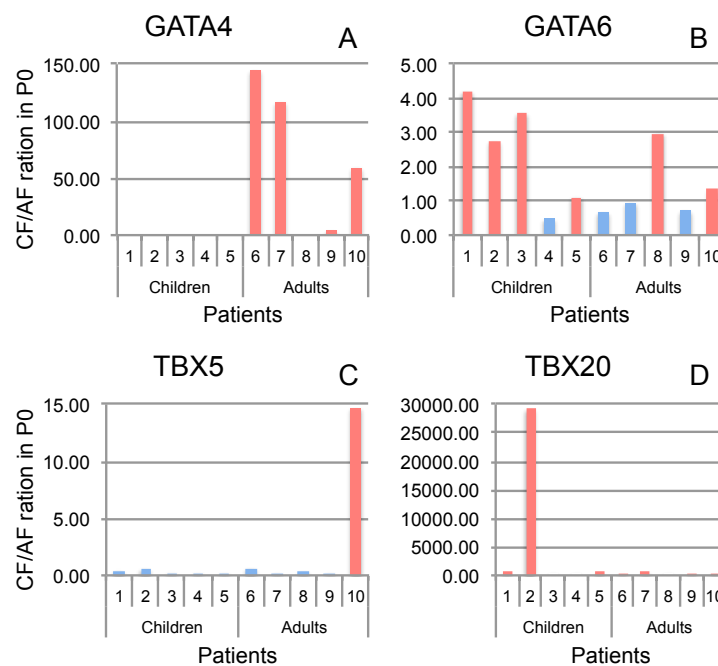 GATA4
A
CF/AF ration in P0
150.00
100.00
50.00
0.00
1 2 3 4 5 6 7 8 9 10
Children Adults
Patients
GATA6
B
5.00
4.00
3.00
2.00
1.00
0.00
1 2 3 4 5 6 7 8 9 10
Children Adults
Patients
TBX5
C
CF/AF ration in P0
15.00
10.00
5.00
0.00
1 2 3 4 5 6 7 8 9 10
Children Adults
Patients
TBX20
D
30000.00
25000.00
20000.00
15000.00
10000.00
5000.00
0.00
1 2 3 4 5 6 7 8 9 10
Children Adults
Patients